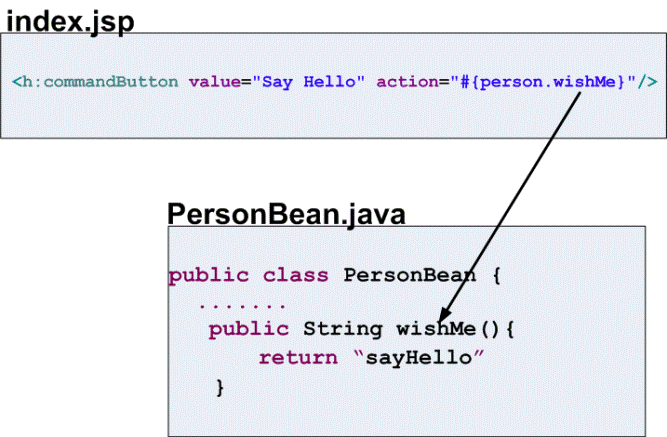 index.jsp
<h:commandButton value="Say Hello" action="#{person.wishMe}"/>
PersonBean.java
public class PersonBean {
.......
public String wishMe(){
return “sayHello”
}